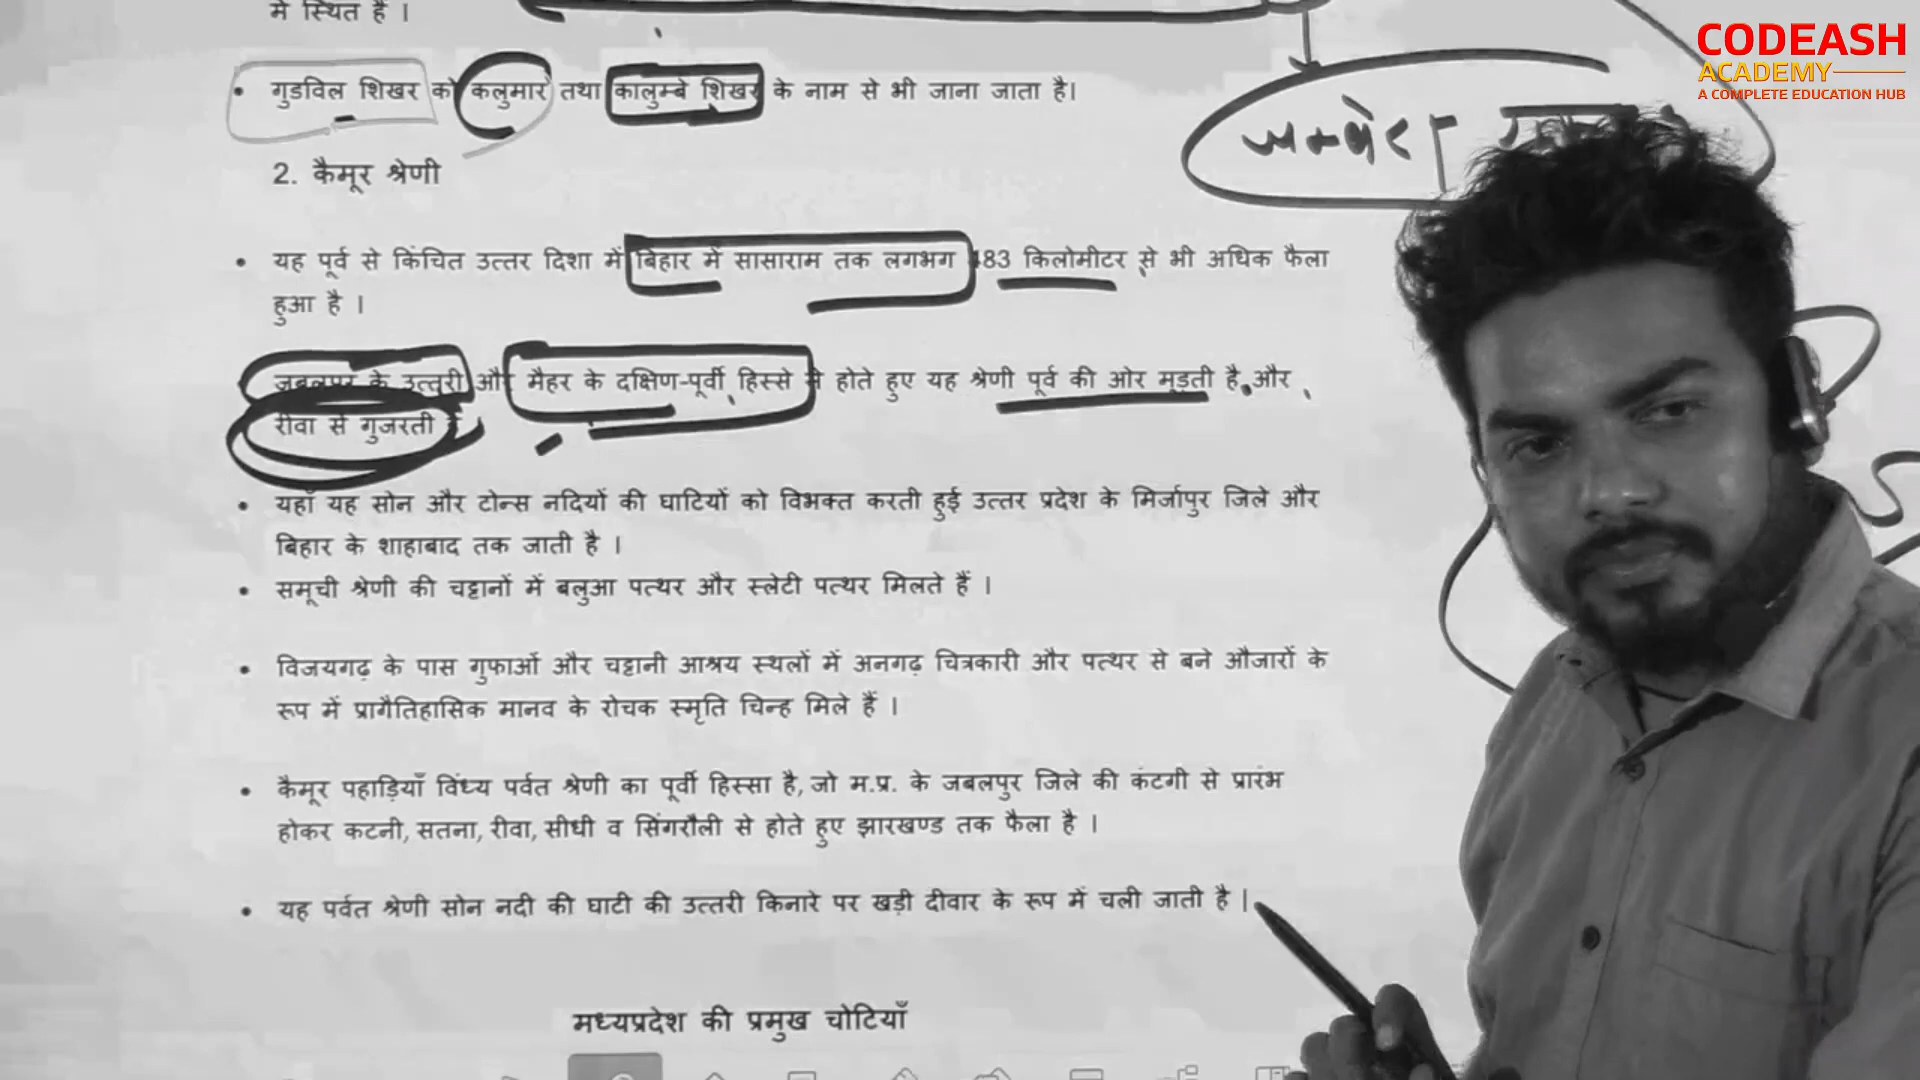 में स्थित है ।
CODEASH
ACADEMY
A COMPLETE EDUCATION HUB
• गुडविल शिखर को कलुमार तथा कालुम्बे शिखर के नाम से भी जाना जाता है।
2. कैमूर श्रेणी
• यह पूर्व से किंचित उत्तर दिशा में बिहार में सासाराम तक लगभग 483 किलोमीटर से भी अधिक फैला
हुआ है ।
जबलपुर के उत्तरी और मैहर के दक्षिण-पूर्वी हिस्से से होते हुए यह श्रेणी पूर्व की ओर मूड़ती है, और
रीवा से गुजरती है
• यहाँ यह सोन और टोन्स नदियों की घाटियों को विभक्त करती हुई उत्तर प्रदेश के मिर्जापुर जिले और
बिहार के शाहाबाद तक जाती है ।
• समूची श्रेणी की चट्टानों में बलुआ पत्थर और स्लेटी पत्थर मिलते हैं ।
• विजयगढ़ के पास गुफाओं और चट्टानी आश्रय स्थलों में अनगढ़ चित्रकारी और पत्थर से बने औजारों के
रूप में प्रागैतिहासिक मानव के रोचक स्मृति चिन्ह मिले हैं ।
• कैमूर पहाड़ियाँ विंध्य पर्वत श्रेणी का पूर्वी हिस्सा है, जो म.प्र. के जबलपुर जिले की कंटगी से प्रारंभ
होकर कटनी, सतना, रीवा, सीधी व सिंगरौली से होते हुए झारखण्ड तक फैला है ।
• यह पर्वत श्रेणी सोन नदी की घाटी की उत्तरी किनारे पर खड़ी दीवार के रूप में चली जाती है |
मध्यप्रदेश की प्रमुख चोटियाँ